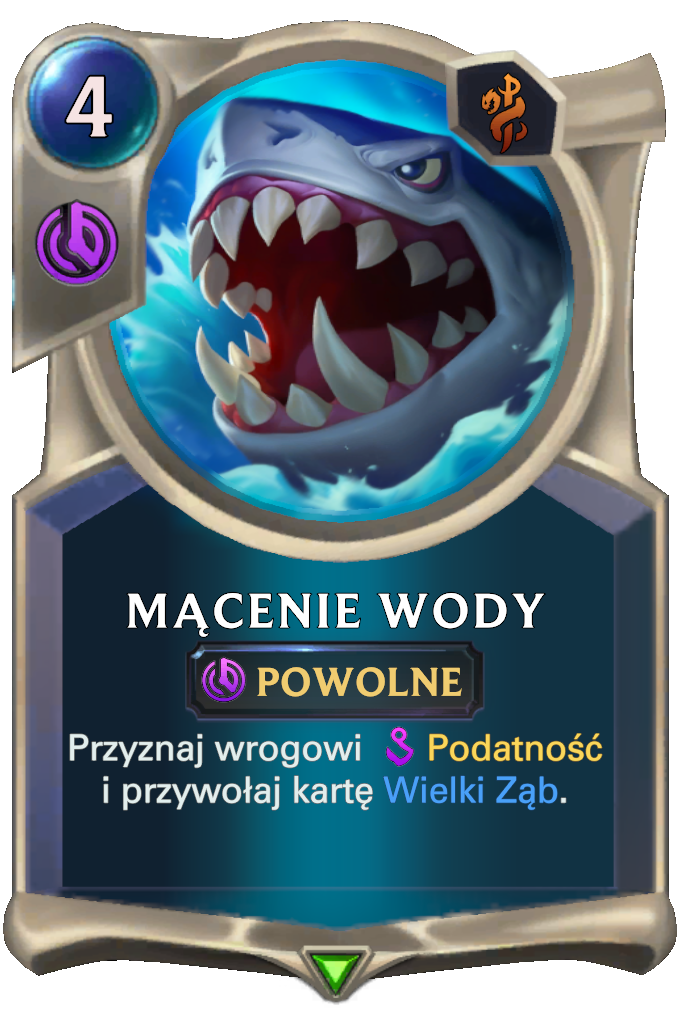 4
MĄCENIE WODY
POWOLNE
Przyznaj wrogowi Podatność
i przywołaj kartę Wielki Ząb.